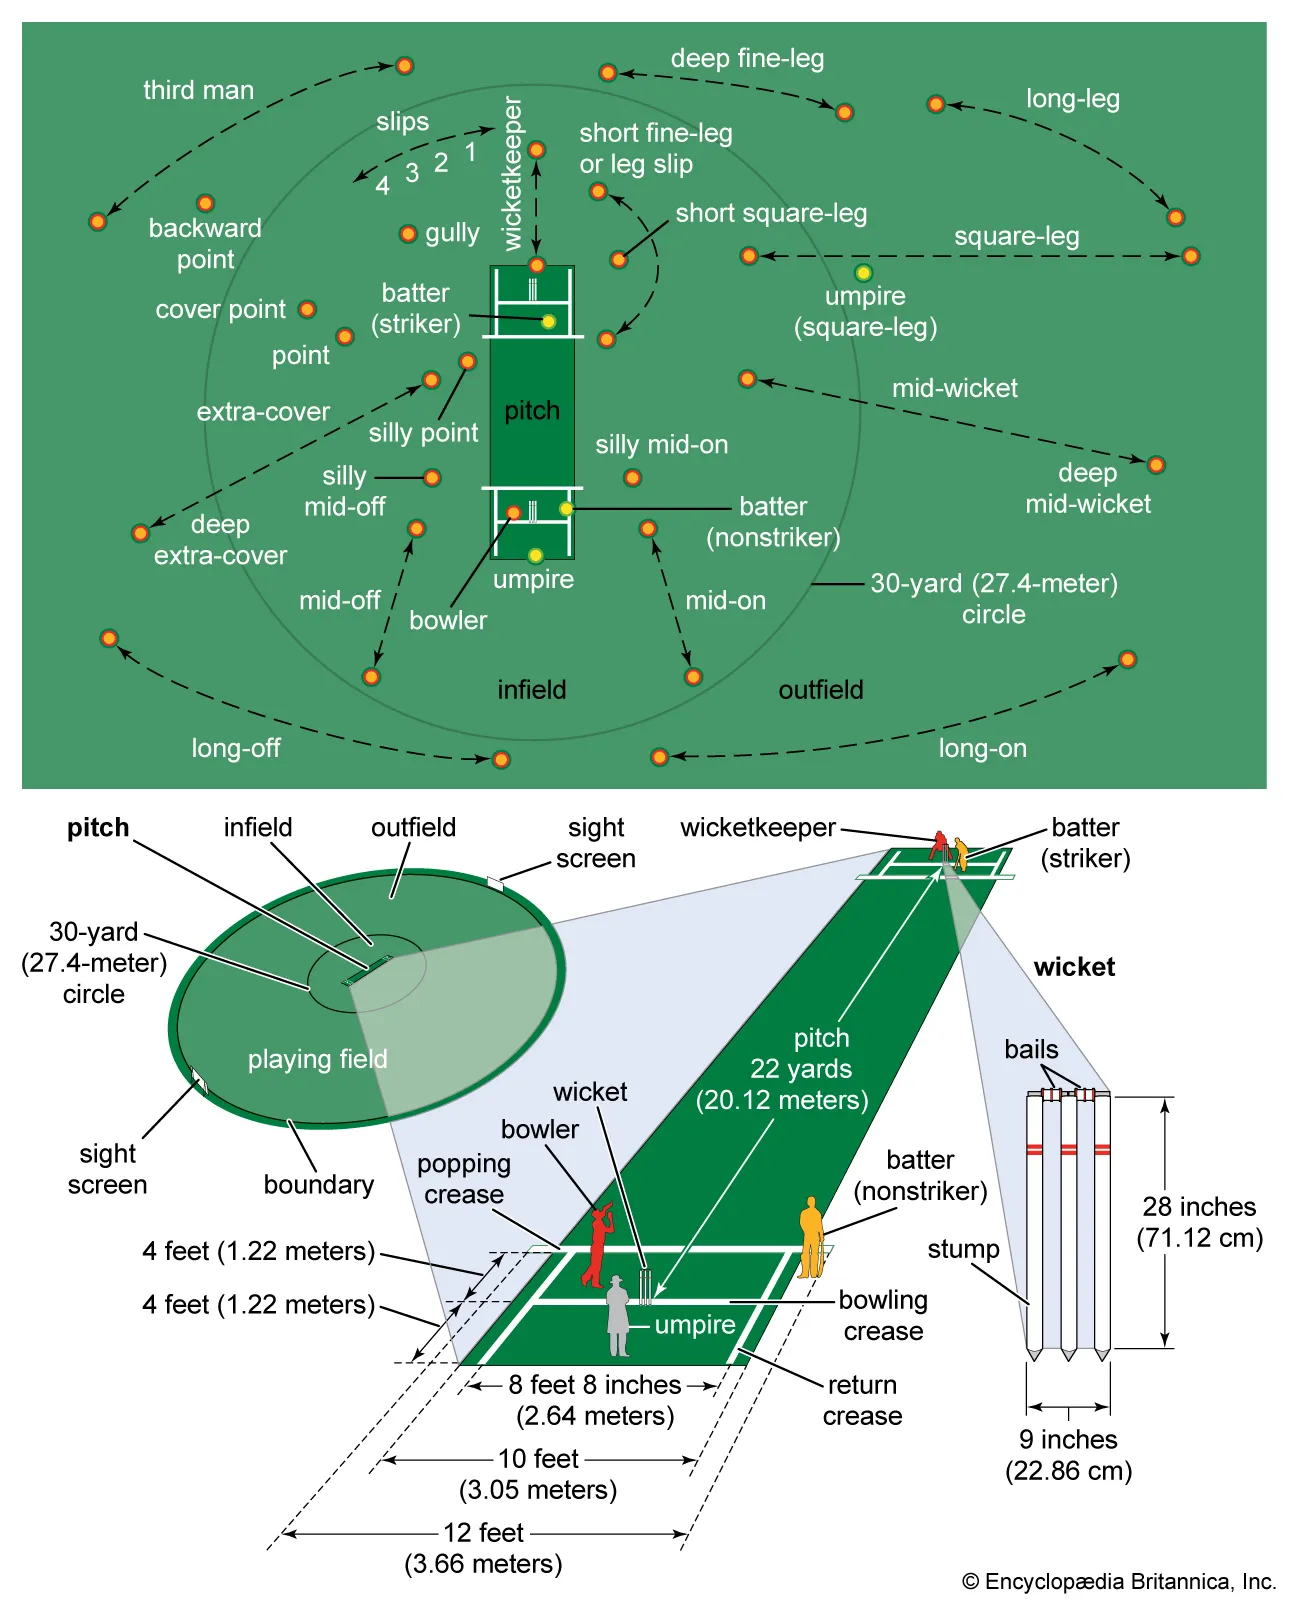 third man
deep fine-leg
long-leg
slips
4 3 2 1
wicketkeeper
short fine-leg
or leg slip
backward
point
gully
short square-leg
square-leg
umpire
(square-leg)
batter
(striker)
cover point
point
extra-cover
silly point
pitch
mid-wicket
deep
mid-wicket
silly
mid-off
silly mid-on
deep
extra-cover
batter
(nonstriker)
umpire
mid-off
bowler
mid-on
30-yard (27.4-meter)
circle
infield
outfield
long-off
long-on
pitch
infield
outfield
sight
screen
wicketkeeper
batter
(striker)
30-yard
(27.4-meter)
circle
playing field
sight
screen
boundary
wicket
pitch
22 yards
(20.12 meters)
bails
wicket
bowler
popping
crease
batter
(nonstriker)
4 feet (1.22 meters)
4 feet (1.22 meters)
28 inches
(71.12 cm)
stump
bowling
crease
umpire
return
crease
8 feet 8 inches
(2.64 meters)
10 feet
(3.05 meters)
12 feet
(3.66 meters)
9 inches
(22.86 cm)
© Encyclopædia Britannica, Inc.